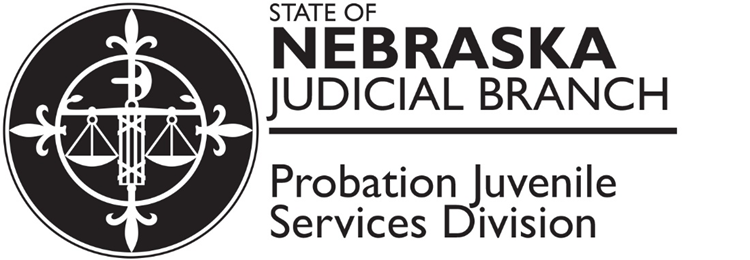 STATE OF
NEBRASKA
JUDICIAL BRANCH
Probation Juvenile
Services Division